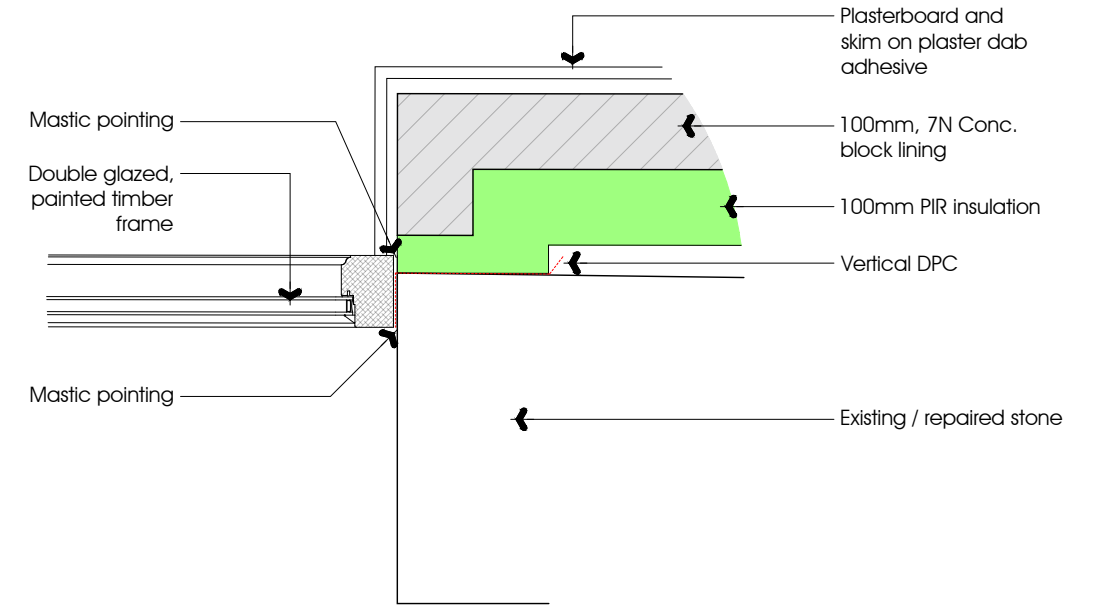 Plasterboard and
skim on plaster dab
adhesive
Mastic pointing
100mm, 7N Conc.
block lining
Double glazed,
painted timber
frame
100mm PIR insulation
Vertical DPC
Mastic pointing
Existing / repaired stone